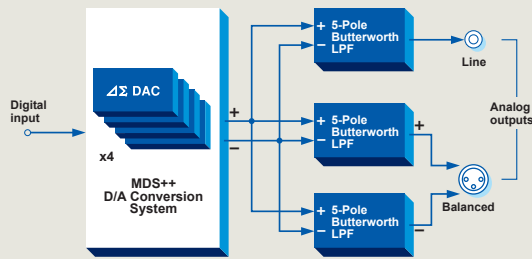 Digital
input
⊿Σ DAC
x4
MDS++
D/A Conversion
System
+
−
+ 5-Pole
− Butterworth
LPF
Line
+ 5-Pole
− Butterworth
LPF
+
+ 5-Pole
− Butterworth
LPF
−
Balanced
Analog
outputs